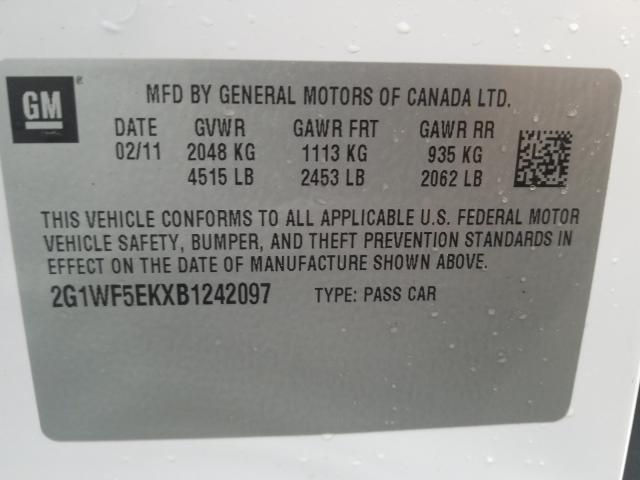 GM ®
MFD BY GENERAL MOTORS OF CANADA LTD.
DATE GVWR GAWR FRT GAWR RR
02/11 2048 KG 1113 KG 935 KG
4515 LB 2453 LB 2062 LB
THIS VEHICLE CONFORMS TO ALL APPLICABLE U.S. FEDERAL MOTOR
VEHICLE SAFETY, BUMPER, AND THEFT PREVENTION STANDARDS IN
EFFECT ON THE DATE OF MANUFACTURE SHOWN ABOVE.
2G1WF5EKXB1242097 TYPE: PASS CAR